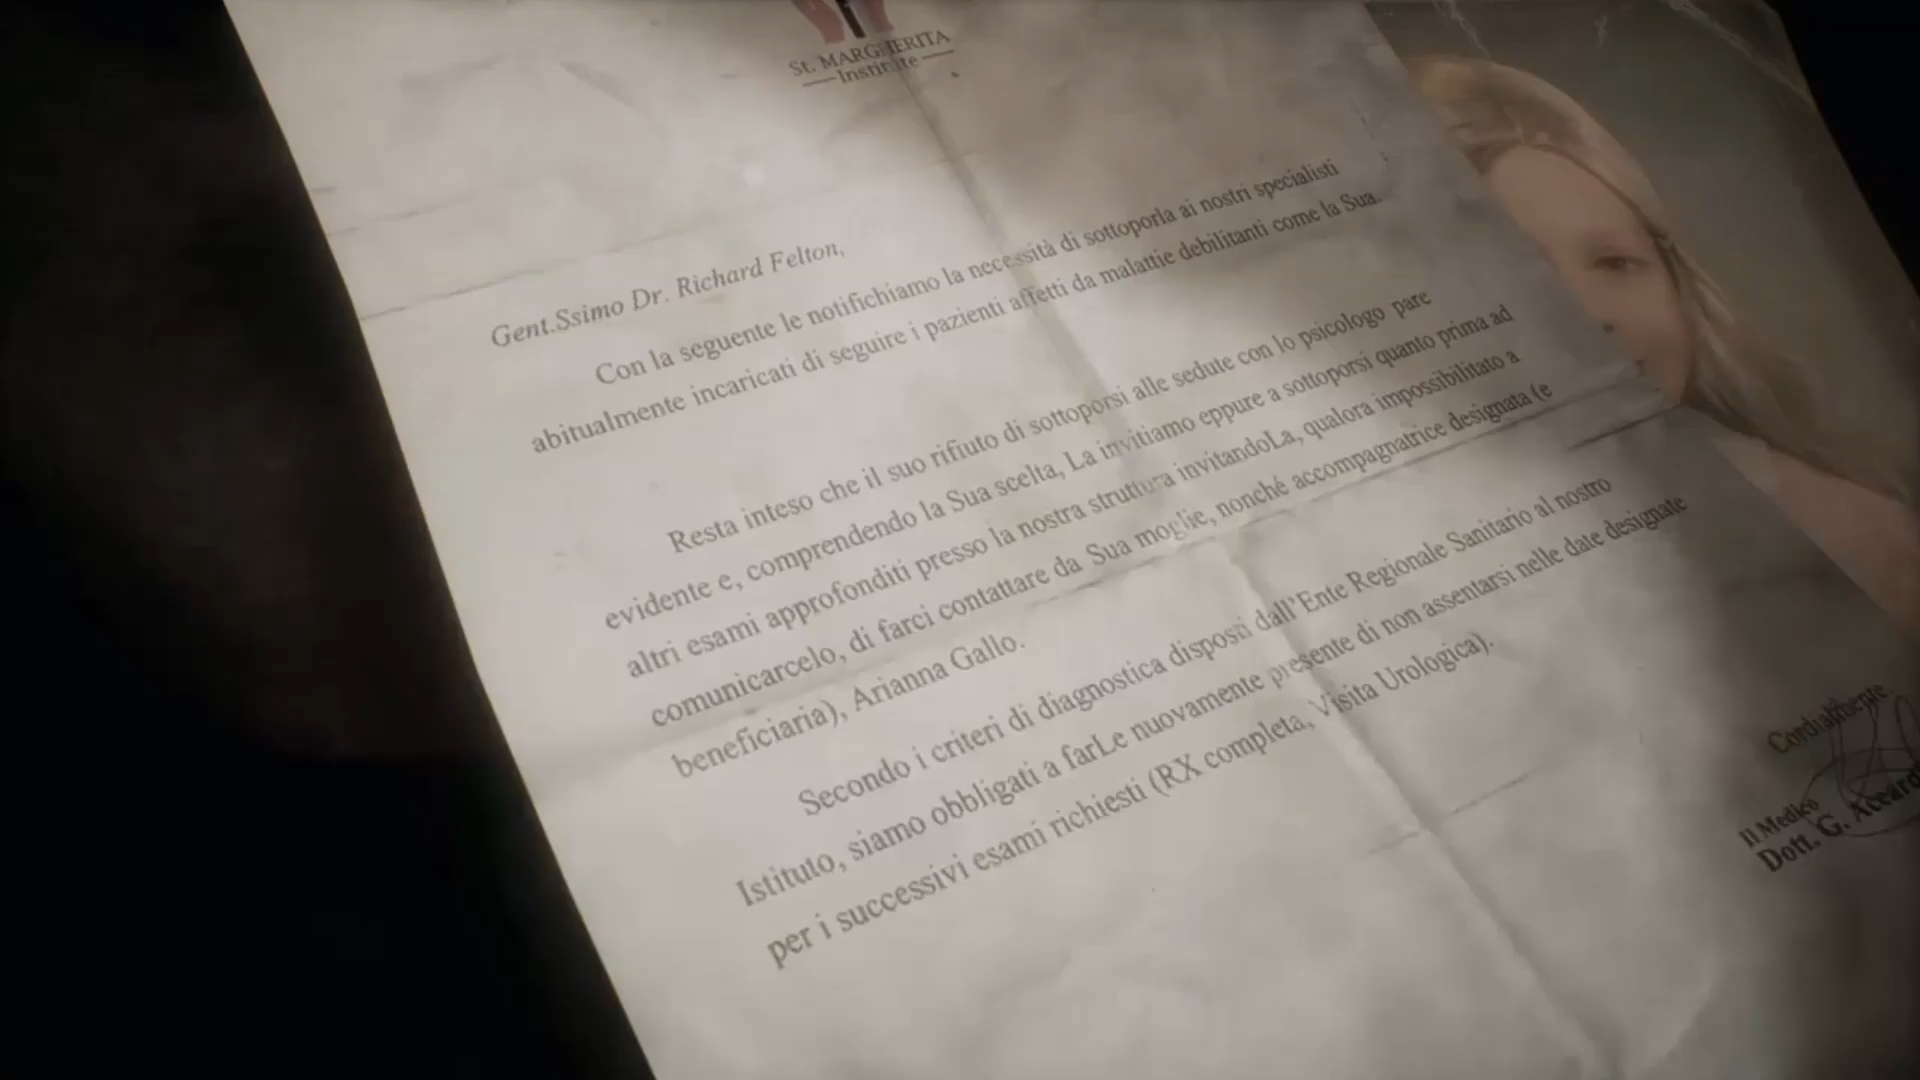 St. MARGHERITA
Institute
Gent.Ssimo Dr. Richard Felton,
Con la seguente le notifichiamo la necessità di sottoporla ai nostri specialisti
abitualmente incaricati di seguire i pazienti affetti da malattie debilitanti come la Sua.
Resta inteso che il suo rifiuto di sottoporsi alle sedute con lo psicologo pare
evidente e, comprendendo la Sua scelta, La invitiamo eppure a sottoporsi quanto prima ad
altri esami approfonditi presso la nostra struttura invitandoLa, qualora impossibilitato a
comunicarcelo, di farci contattare da Sua moglie, nonché accompagnatrice designata (e
beneficiaria), Arianna Gallo.
Secondo i criteri di diagnostica disposti dall'Ente Regionale Sanitario al nostro
Istituto, siamo obbligati a farLe nuovamente presente di non assentarsi nelle date designate
per i successivi esami richiesti (RX completa, Visita Urologica).
Cordialmente
Il Medico
Dott. G.